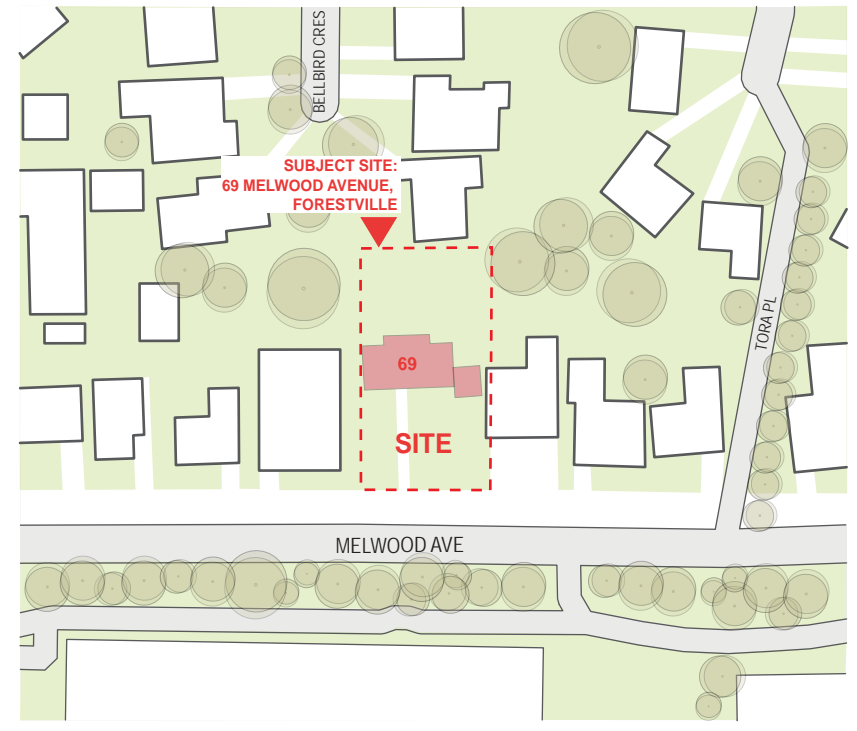 BELLBIRD CRES
SUBJECT SITE:
69 MELWOOD AVENUE,
FORESTVILLE
TORA PL
69
SITE
MELWOOD AVE